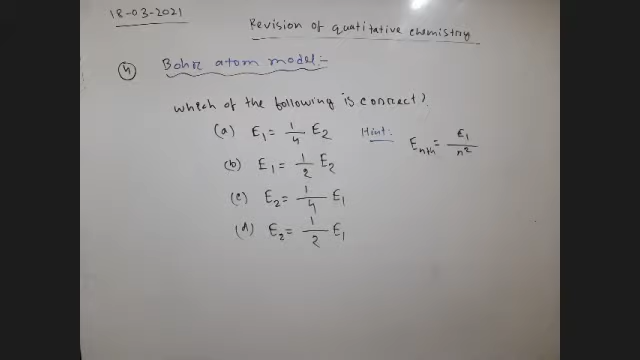 18-03-2021
Revision of quatitative chemistry
(4) Bohr atom model:-
which of the following is correct?
(a) E₁ = 1/4 E₂ Hint: Eₙₜₕ = E₁/n²
(b) E₁ = 1/2 E₂
(c) E₂ = 1/4 E₁
(d) E₂ = 1/2 E₁